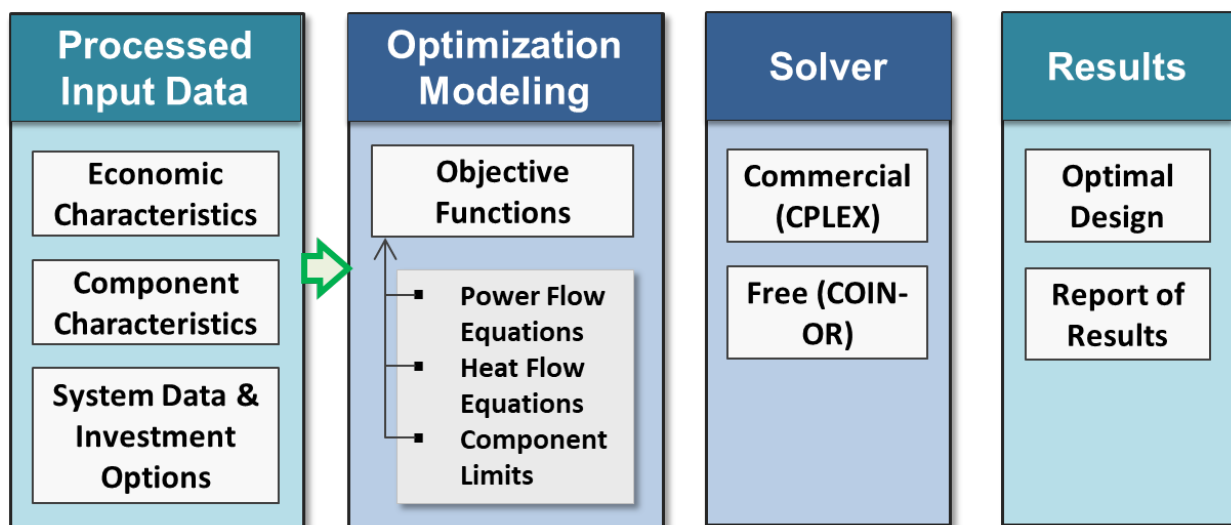 Processed
Input Data
Economic
Characteristics
Component
Characteristics
System Data &
Investment
Options
Optimization
Modeling
Objective
Functions
Power Flow
Equations
Heat Flow
Equations
Component
Limits
Solver
Commercial
(CPLEX)
Free (COIN-
OR)
Results
Optimal
Design
Report of
Results